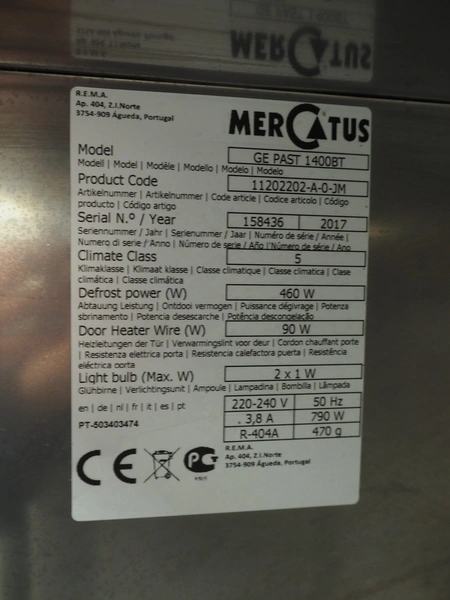 R.E.M.A.
Ap. 404, Z.I.Norte
3754-909 Águeda, Portugal
MERCATUS
Model GE PAST 1400BT
Modell | Model | Modèle | Modello | Modelo | Modelo
Product Code 11202202-A-0-JM
Artikelnummer | Artikelnummer | Code article | Codice articolo | Código
producto | Código artigo
Serial N.º / Year 158436 2017
Seriennummer / Jahr | Serienummer / Jaar | Numéro de série / Année |
Numero di serie / Anno | Número de serie / Año | Número de série / Ano
Climate Class 5
Klimaklasse | Klimaat klasse | Classe climatique | Classe climatica | Clase
climática | Classe climática
Defrost power (W) 460 W
Abtauung Leistung | Ontdooi vermogen | Puissance dégivrage | Potenza
sbrinamento | Potencia desescarche | Potência descongelação
Door Heater Wire (W) 90 W
Heizleitungen der Tür | Verwarmingslint voor deur | Cordon chauffant porte
| Resistenza elettrica porta | Resistencia calefactora puerta | Resistência
eléctrica porta
Light bulb (Max. W) 2 x 1 W
Glühbirne | Verlichtingsunit | Ampoule | Lampadina | Bombilla | Lâmpada
en | de | nl | fr | it | es | pt
220-240 V 50 Hz
3,8 A 790 W
R-404A 470 g
PT-503403474
CE
R.E.M.A.
Ap. 404, Z.I.Norte
3754-909 Águeda, Portugal